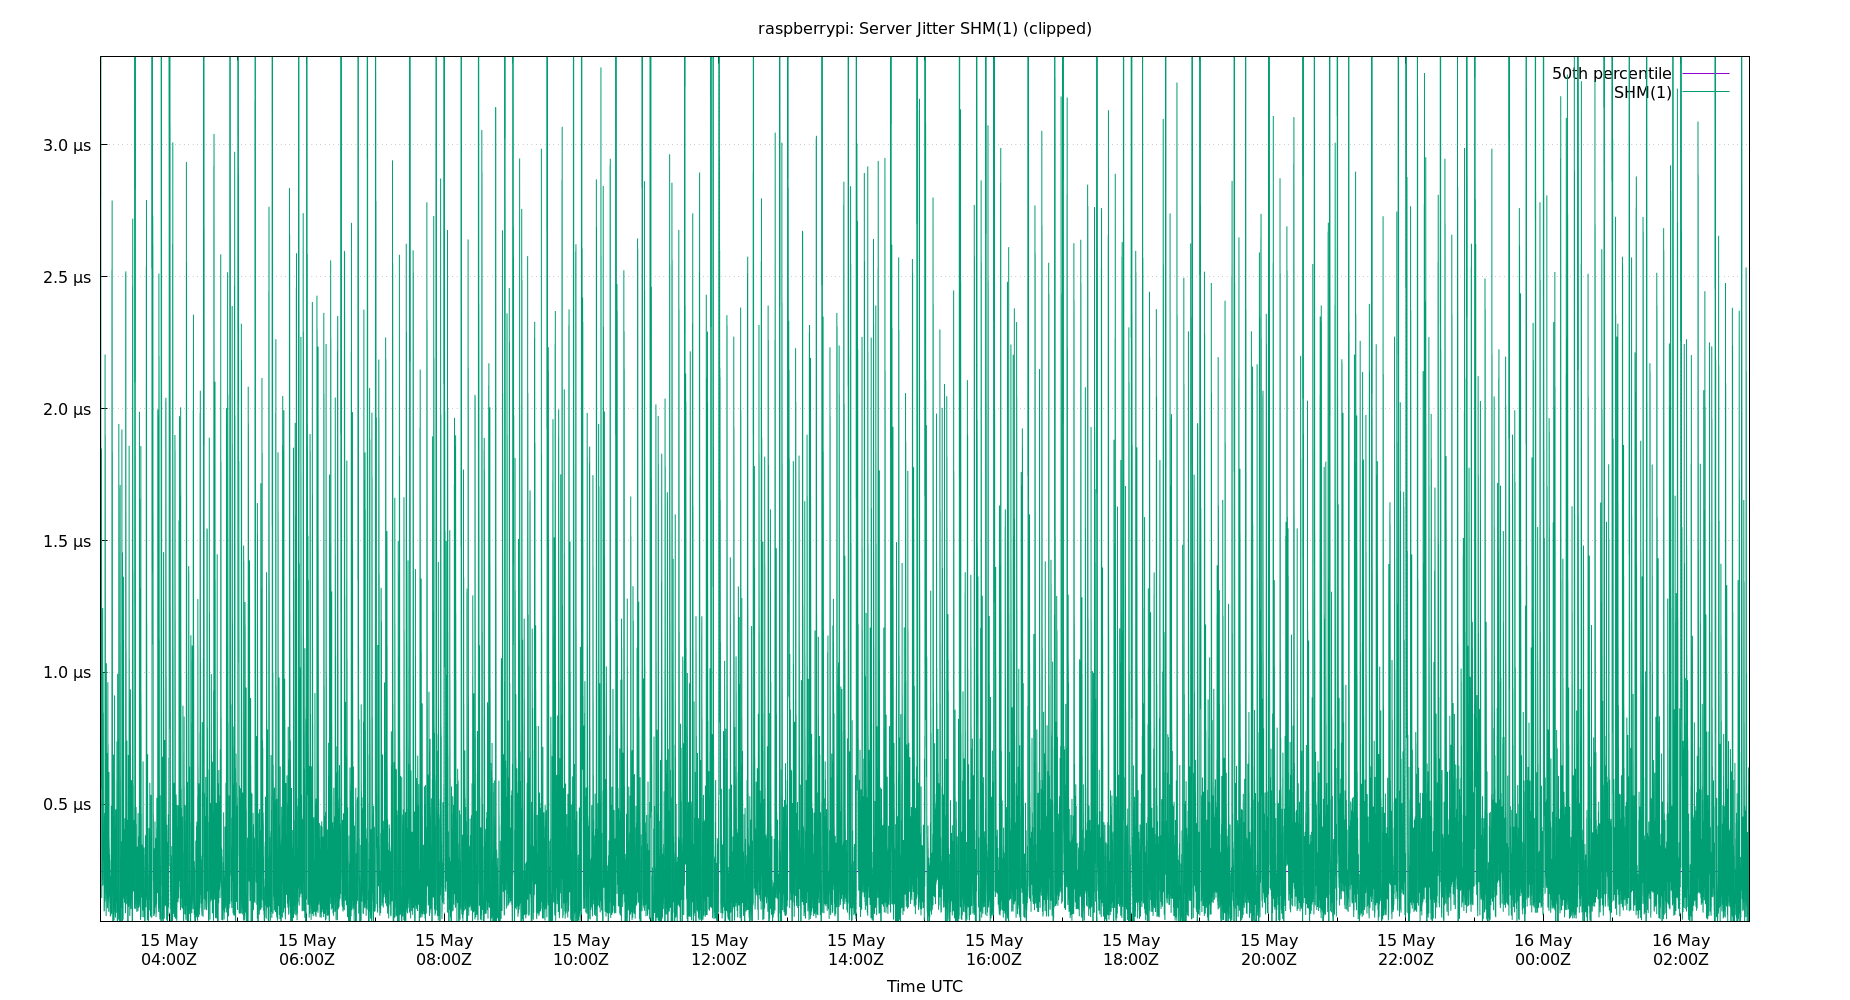 raspberrypi: Server Jitter SHM(1) (clipped)
50th percentile
SHM(1)
3.0 µs
2.5 µs
2.0 µs
1.5 µs
1.0 µs
0.5 µs
15 May 15 May 15 May 15 May 15 May 15 May 15 May 15 May 15 May 15 May 16 May 16 May
04:00Z 06:00Z 08:00Z 10:00Z 12:00Z 14:00Z 16:00Z 18:00Z 20:00Z 22:00Z 00:00Z 02:00Z
Time UTC